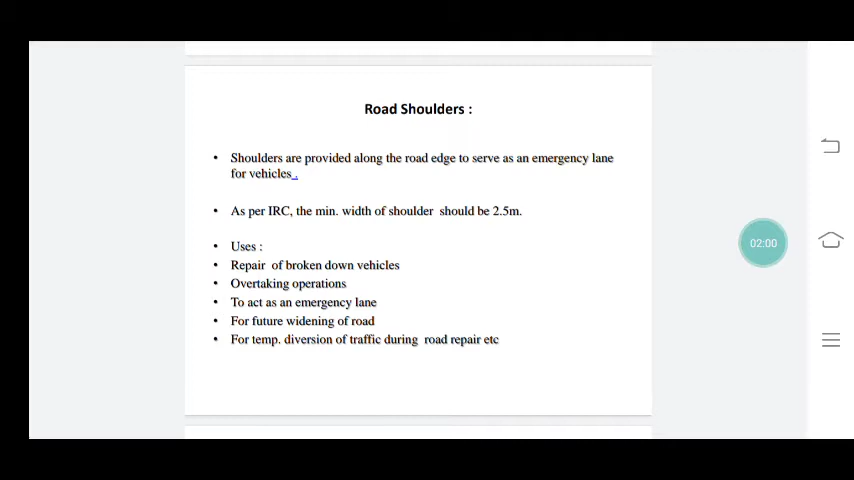 Road Shoulders :
• Shoulders are provided along the road edge to serve as an emergency lane
for vehicles .
• As per IRC, the min. width of shoulder should be 2.5m.
• Uses :
• Repair of broken down vehicles
• Overtaking operations
• To act as an emergency lane
• For future widening of road
• For temp. diversion of traffic during road repair etc
02:00